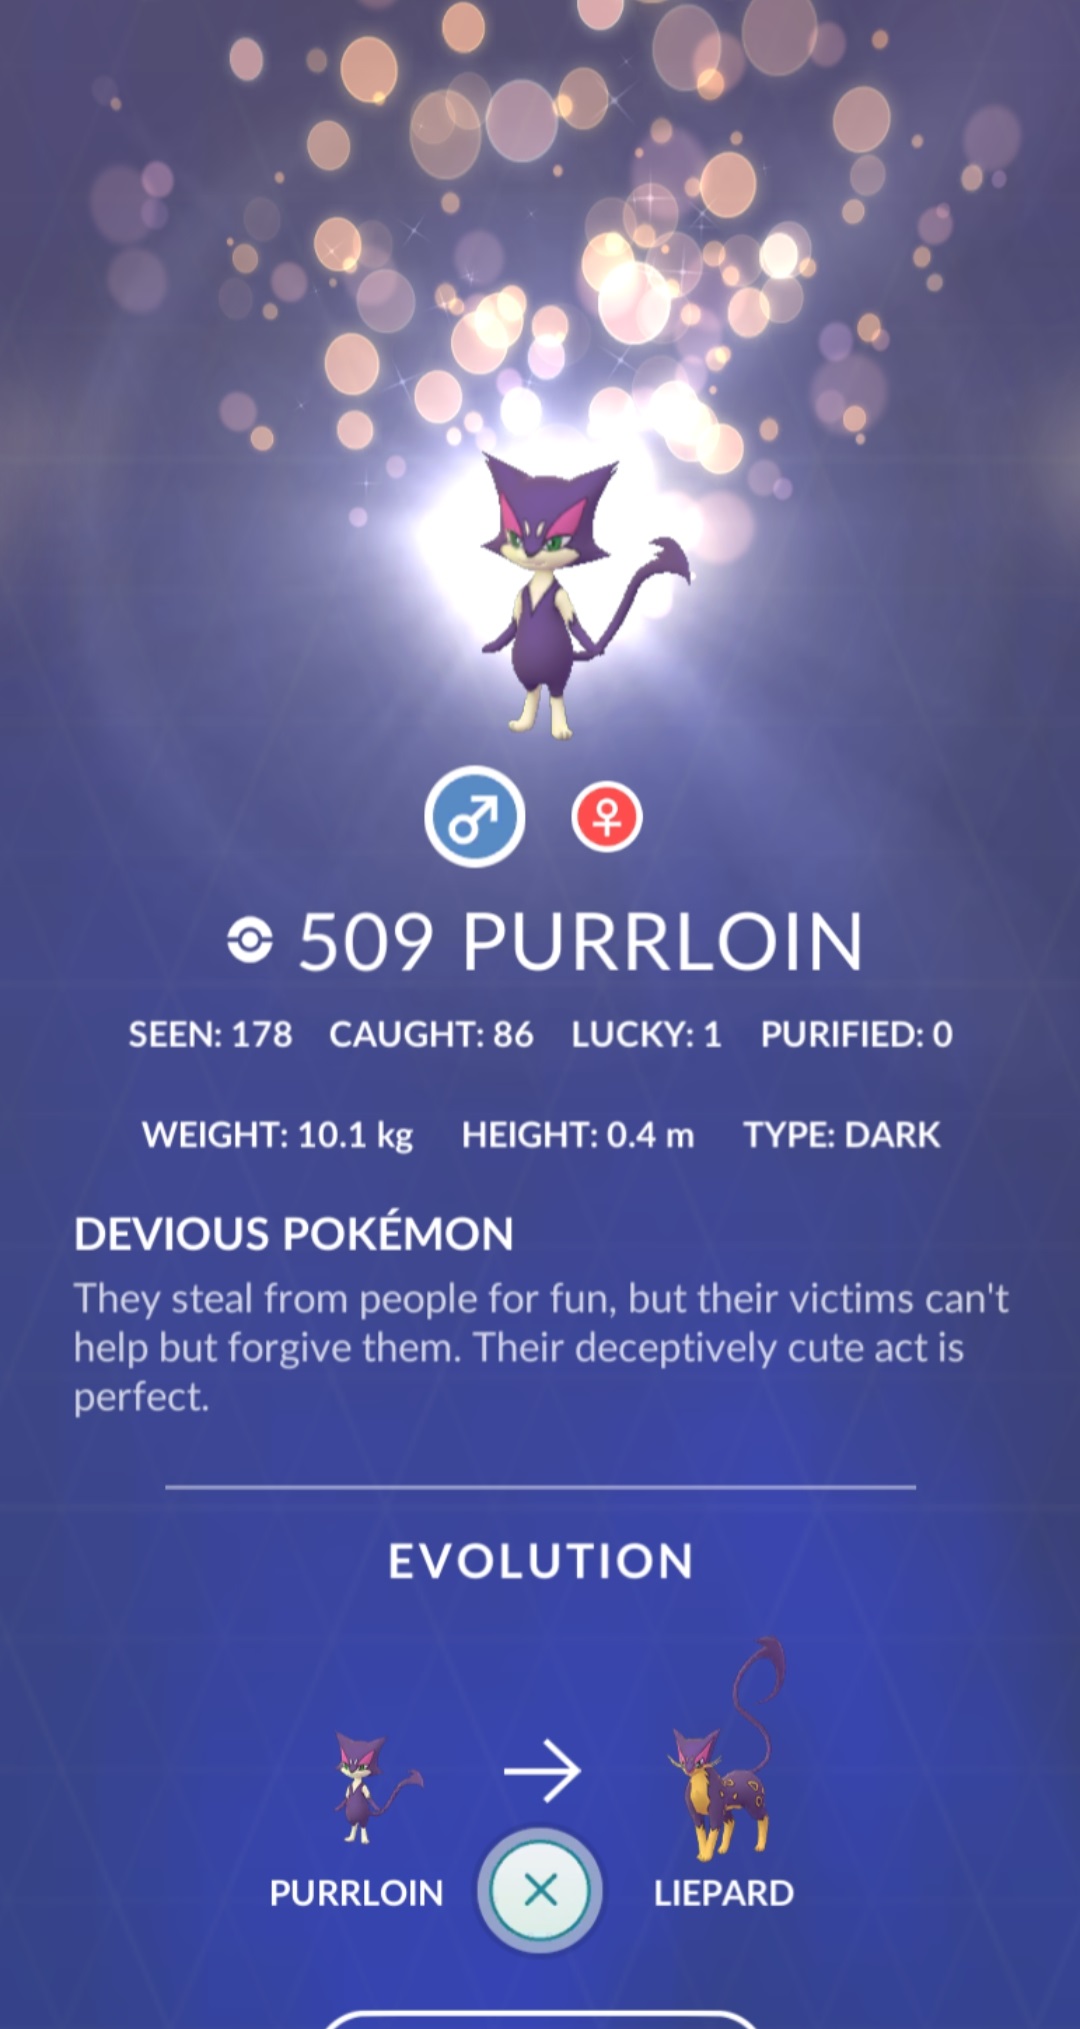 509 PURRLOIN
SEEN: 178 CAUGHT: 86 LUCKY: 1 PURIFIED: 0
WEIGHT: 10.1 kg HEIGHT: 0.4 m TYPE: DARK
DEVIOUS POKÉMON
They steal from people for fun, but their victims can't
help but forgive them. Their deceptively cute act is
perfect.
EVOLUTION
PURRLOIN LIEPARD